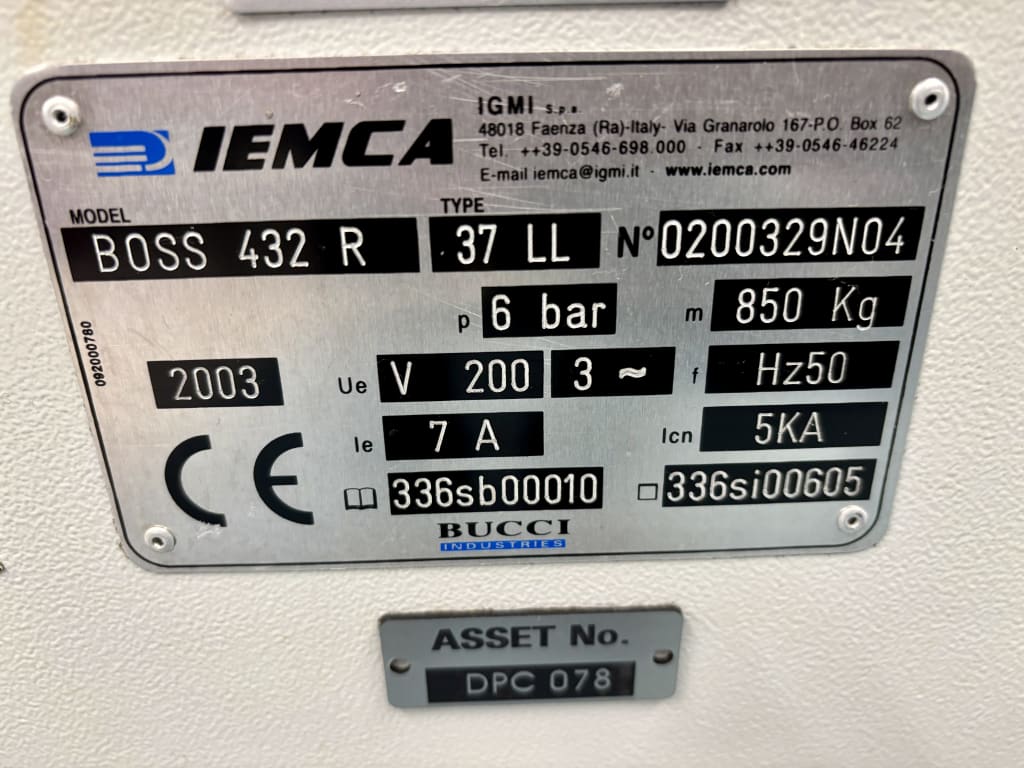 IEMCA
IGMI S.p.a.
48018 Faenza (Ra)-Italy- Via Granarolo 167-P.O. Box 62
Tel. ++39-0546-698.000 - Fax ++39-0546-46224
E-mail iemca@igmi.it - www.iemca.com
MODEL TYPE
BOSS 432 R 37 LL Nº 0200329N04
p 6 bar m 850 Kg
092000780
2003 Ue V 200 3 ~ f Hz50
Ie 7 A Icn 5KA
CE
336sb00010 336si00605
BUCCI
INDUSTRIES
ASSET No.
DPC 078